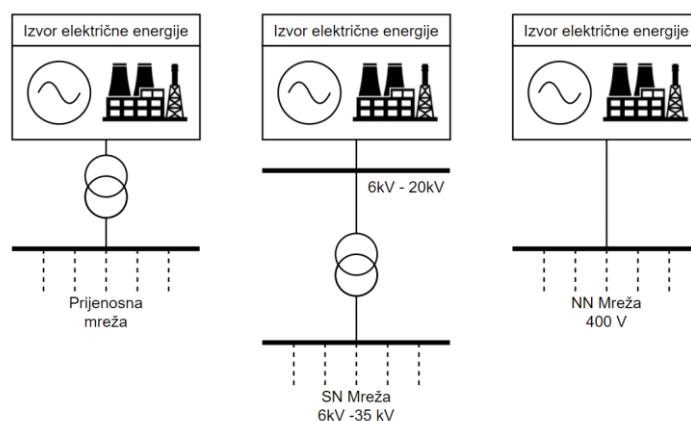 Izvor električne energije
Izvor električne energije
Izvor električne energije
6kV - 20kV
Prijenosna
mreža
NN Mreža
400 V
SN Mreža
6kV -35 kV